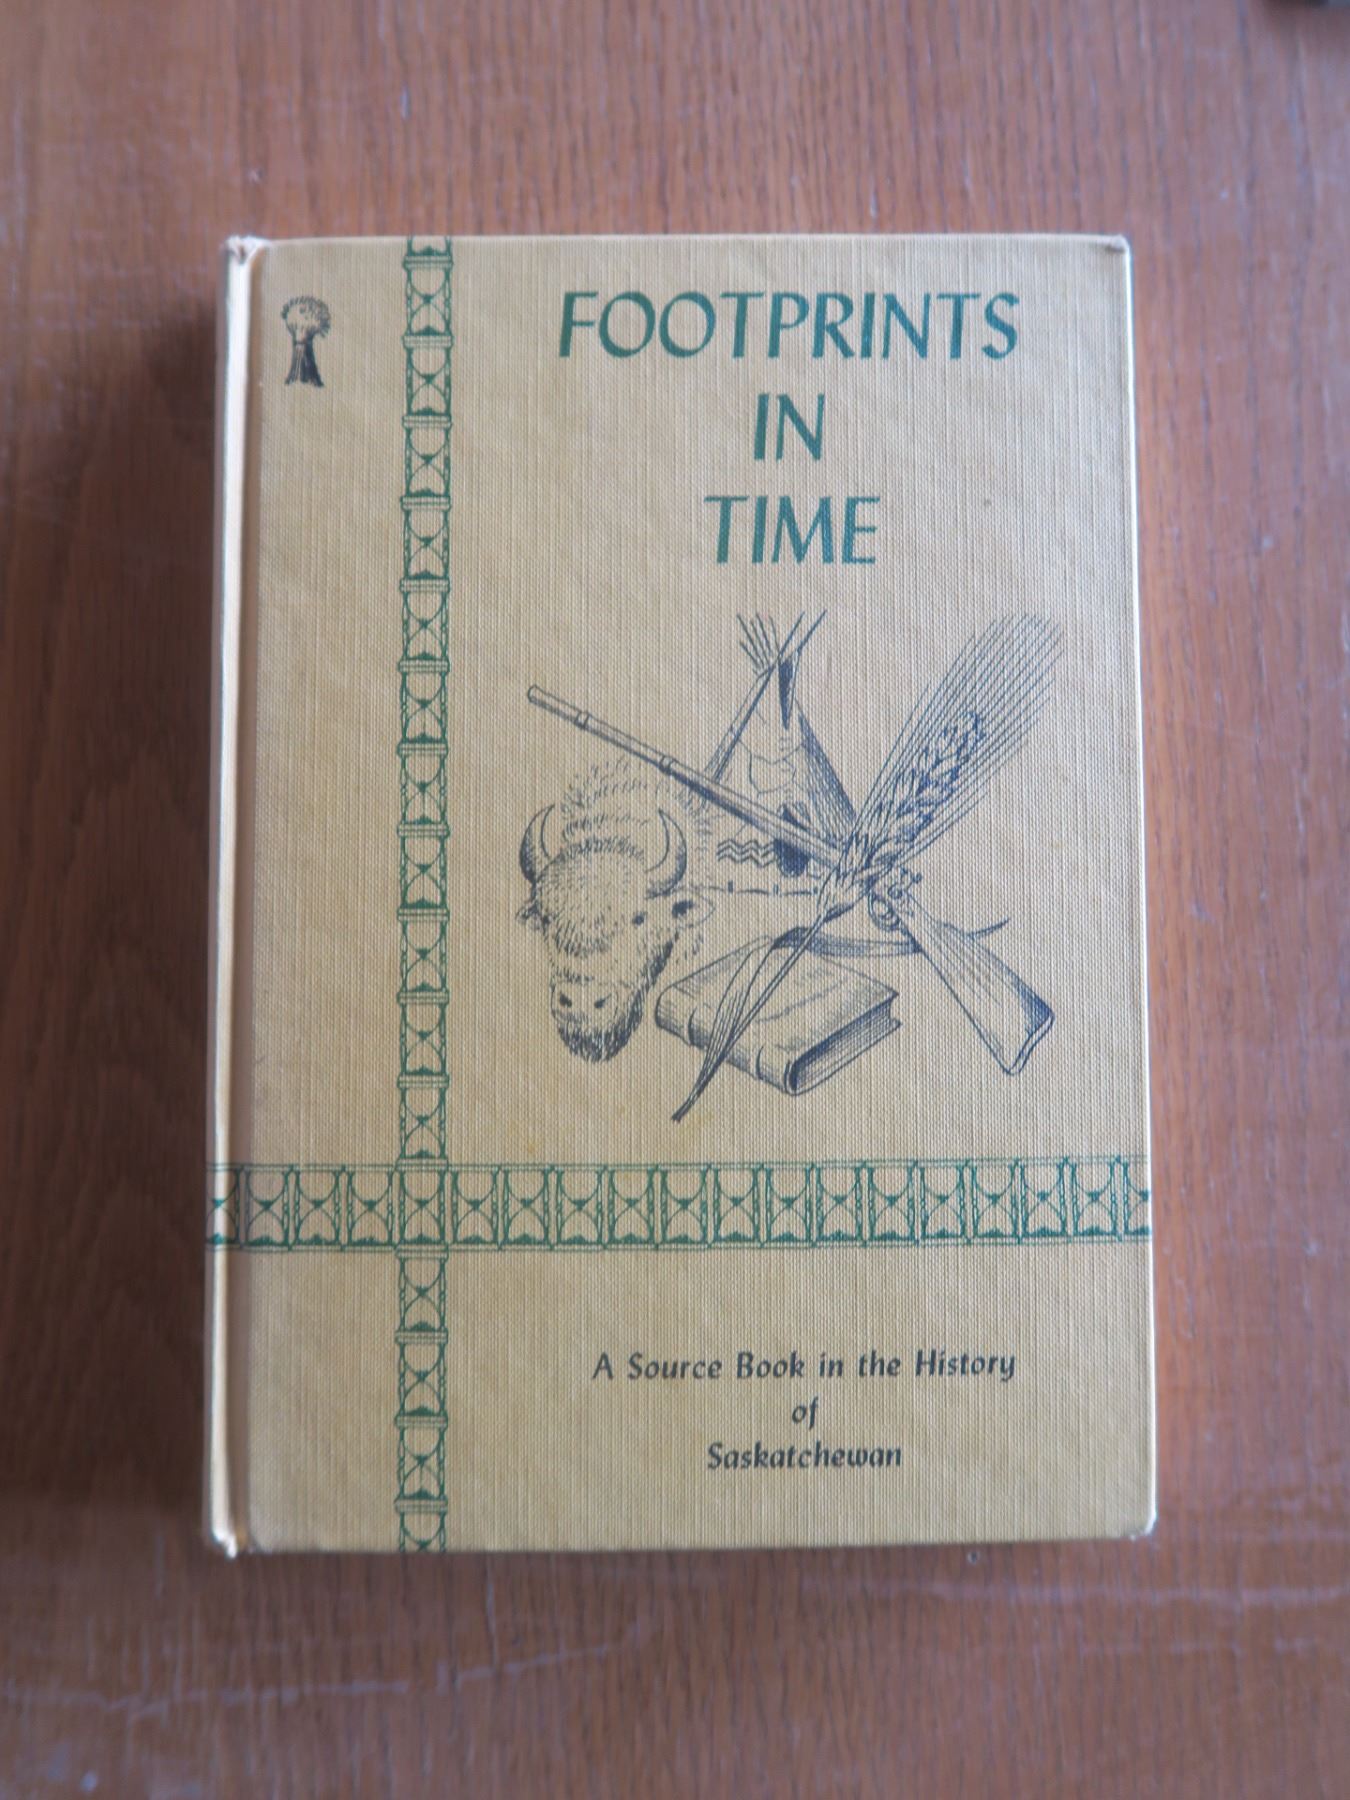 FOOTPRINTS
IN
TIME
A Source Book in the History
of
Saskatchewan